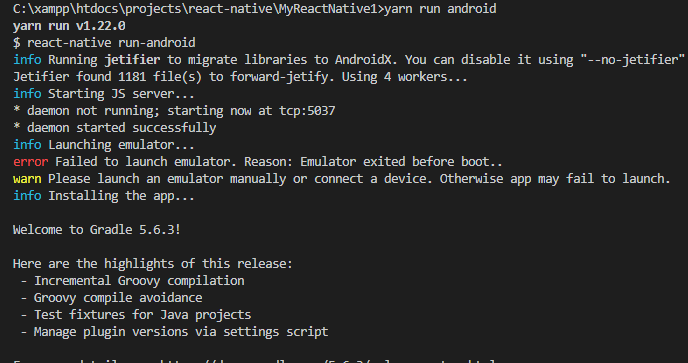 C:\xampp\htdocs\projects\react-native\MyReactNative1>yarn run android
yarn run v1.22.0
$ react-native run-android
info Running jetifier to migrate libraries to AndroidX. You can disable it using "--no-jetifier"
Jetifier found 1181 file(s) to forward-jetify. Using 4 workers...
info Starting JS server...
* daemon not running; starting now at tcp:5037
* daemon started successfully
info Launching emulator...
error Failed to launch emulator. Reason: Emulator exited before boot..
warn Please launch an emulator manually or connect a device. Otherwise app may fail to launch.
info Installing the app...
Welcome to Gradle 5.6.3!
Here are the highlights of this release:
- Incremental Groovy compilation
- Groovy compile avoidance
- Test fixtures for Java projects
- Manage plugin versions via settings script